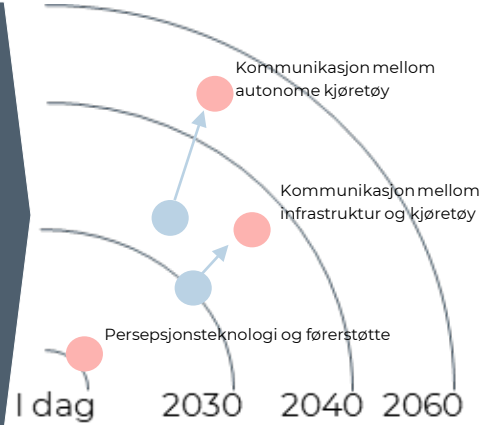 Kommunikasjon mellom
autonome kjøretøy
Kommunikasjon mellom
infrastruktur og kjøretøy
Persepsjonsteknologi og førerstøtte
I dag 2030 2040 2060